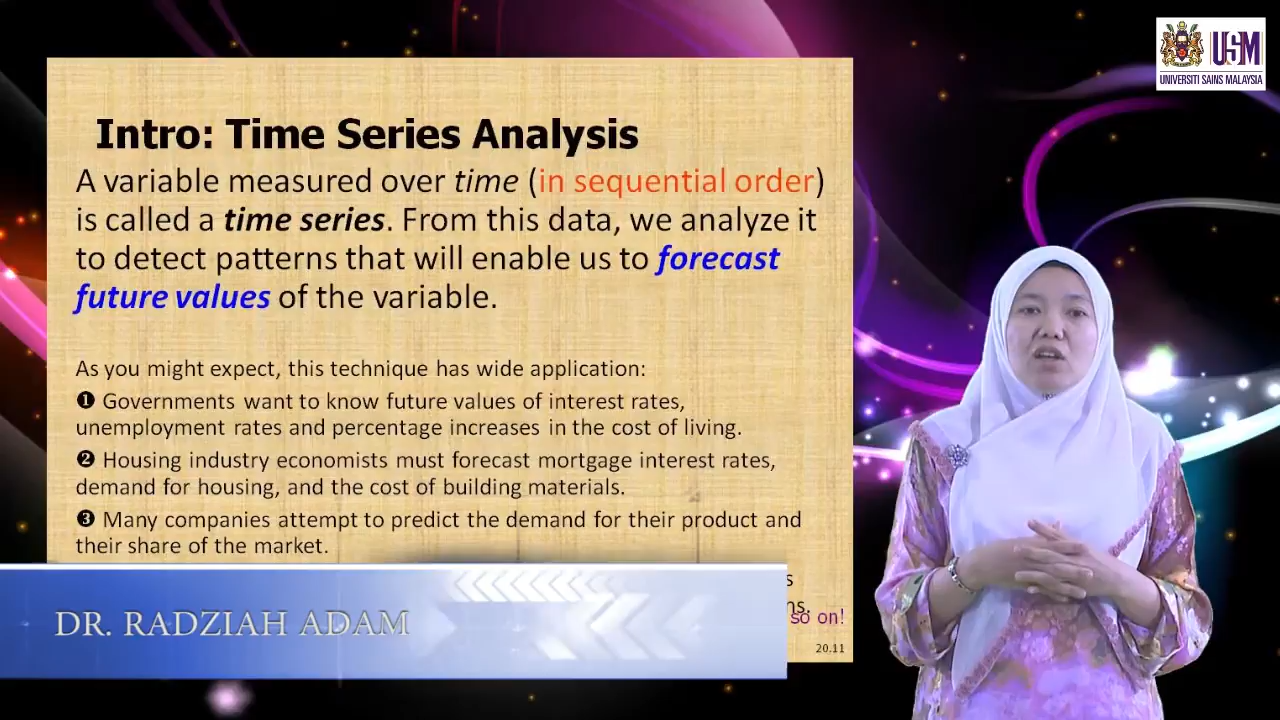 USM
UNIVERSITI SAINS MALAYSIA
Intro: Time Series Analysis
A variable measured over time (in sequential order)
is called a time series. From this data, we analyze it
to detect patterns that will enable us to forecast
future values of the variable.
As you might expect, this technique has wide application:
❶ Governments want to know future values of interest rates,
unemployment rates and percentage increases in the cost of living.
❷ Housing industry economists must forecast mortgage interest rates,
demand for housing, and the cost of building materials.
❸ Many companies attempt to predict the demand for their product and
their share of the market.
so on!
DR. RADZIAH ADAM
20.11